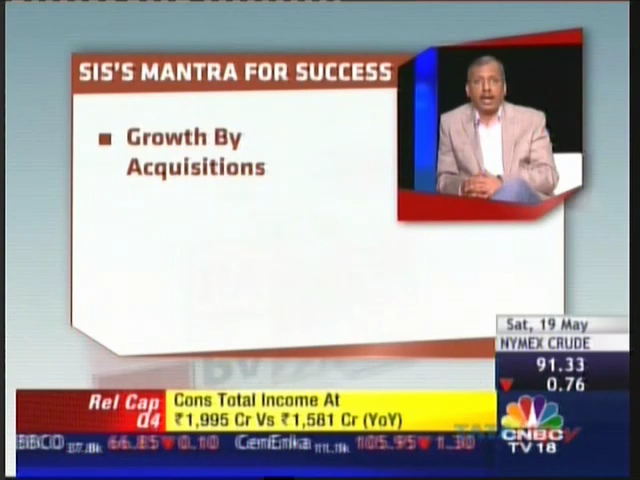 SIS'S MANTRA FOR SUCCESS
Growth By
Acquisitions
Sat, 19 May
NYMEX CRUDE
91.33
0.76
Rel Cap
Q4
Cons Total Income At
₹1,995 Cr Vs ₹1,581 Cr (YoY)
CNBC
TV18
66.85 0.10 105.95 1.30